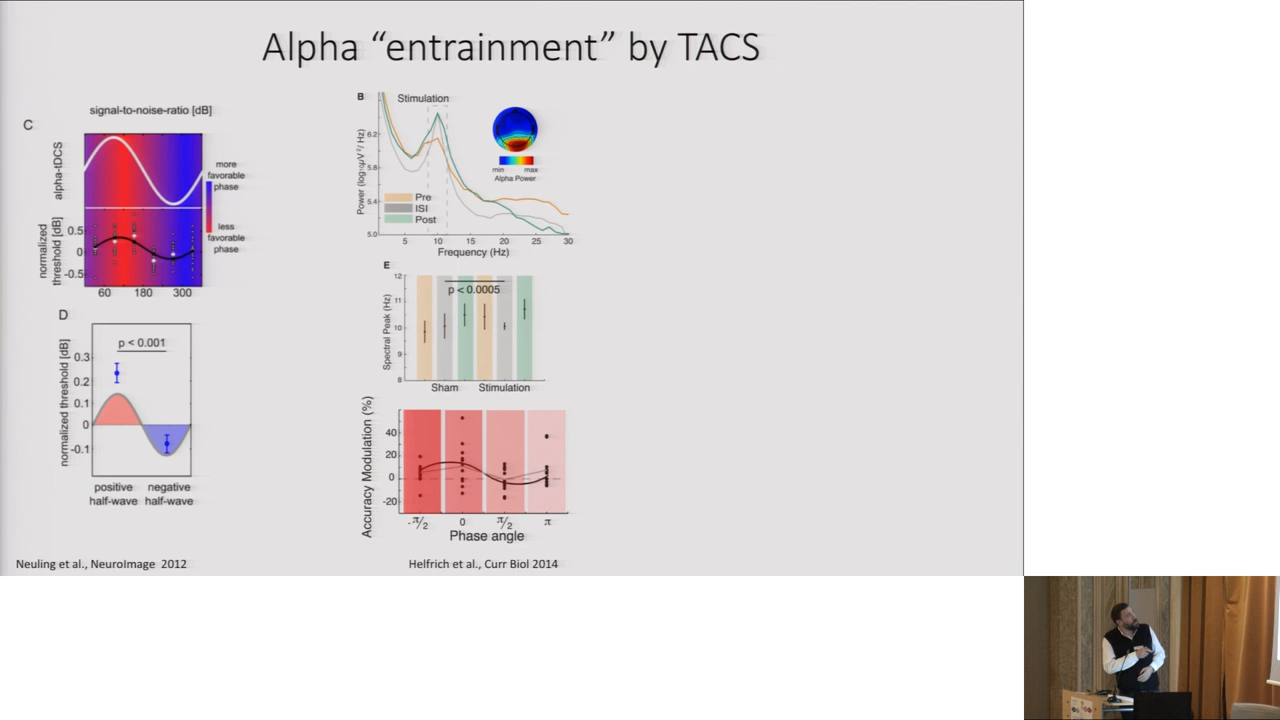 Alpha “entrainment” by TACS
signal-to-noise-ratio [dB]
C
alpha-tDCS
more
favorable
phase
less
favorable
phase
normalized
threshold [dB]
0.5
0
-0.5
60 180 300
D
normalized threshold [dB]
p < 0.001
0.3
0.2
0.1
0
-0.1
positive
half-wave
negative
half-wave
Neuling et al., NeuroImage 2012
B
Stimulation
Power (log µV²/ Hz)
6.2
5.8
5.4
5.0
min max
Alpha Power
Pre
ISI
Post
5 10 15 20 25 30
Frequency (Hz)
E
Spectral Peak (Hz)
12
11
10
9
8
p < 0.0005
Sham Stimulation
Accuracy Modulation (%)
40
20
0
-20
-π/2 0 π/2 π
Phase angle
Helfrich et al., Curr Biol 2014